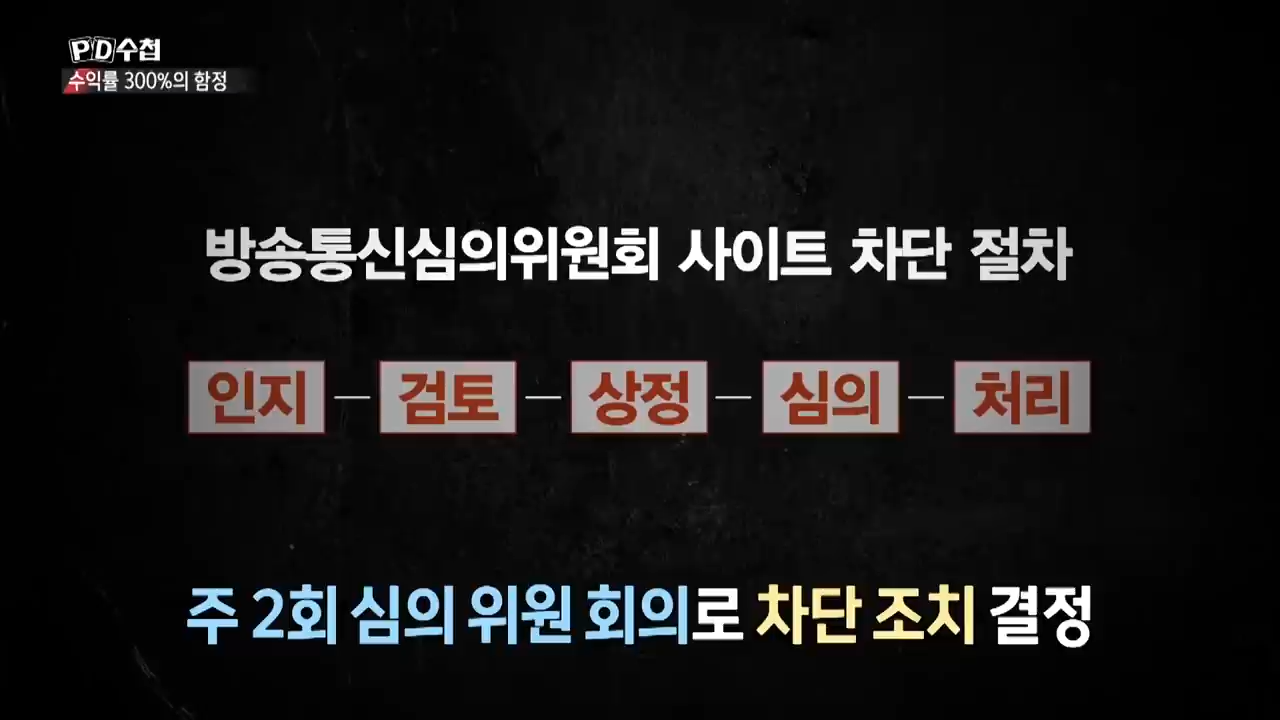 PD수첩
수익률 300%의 함정
방송통신심의위원회 사이트 차단 절차
인지 검토 상정 심의 처리
주 2회 심의 위원 회의로 차단 조치 결정